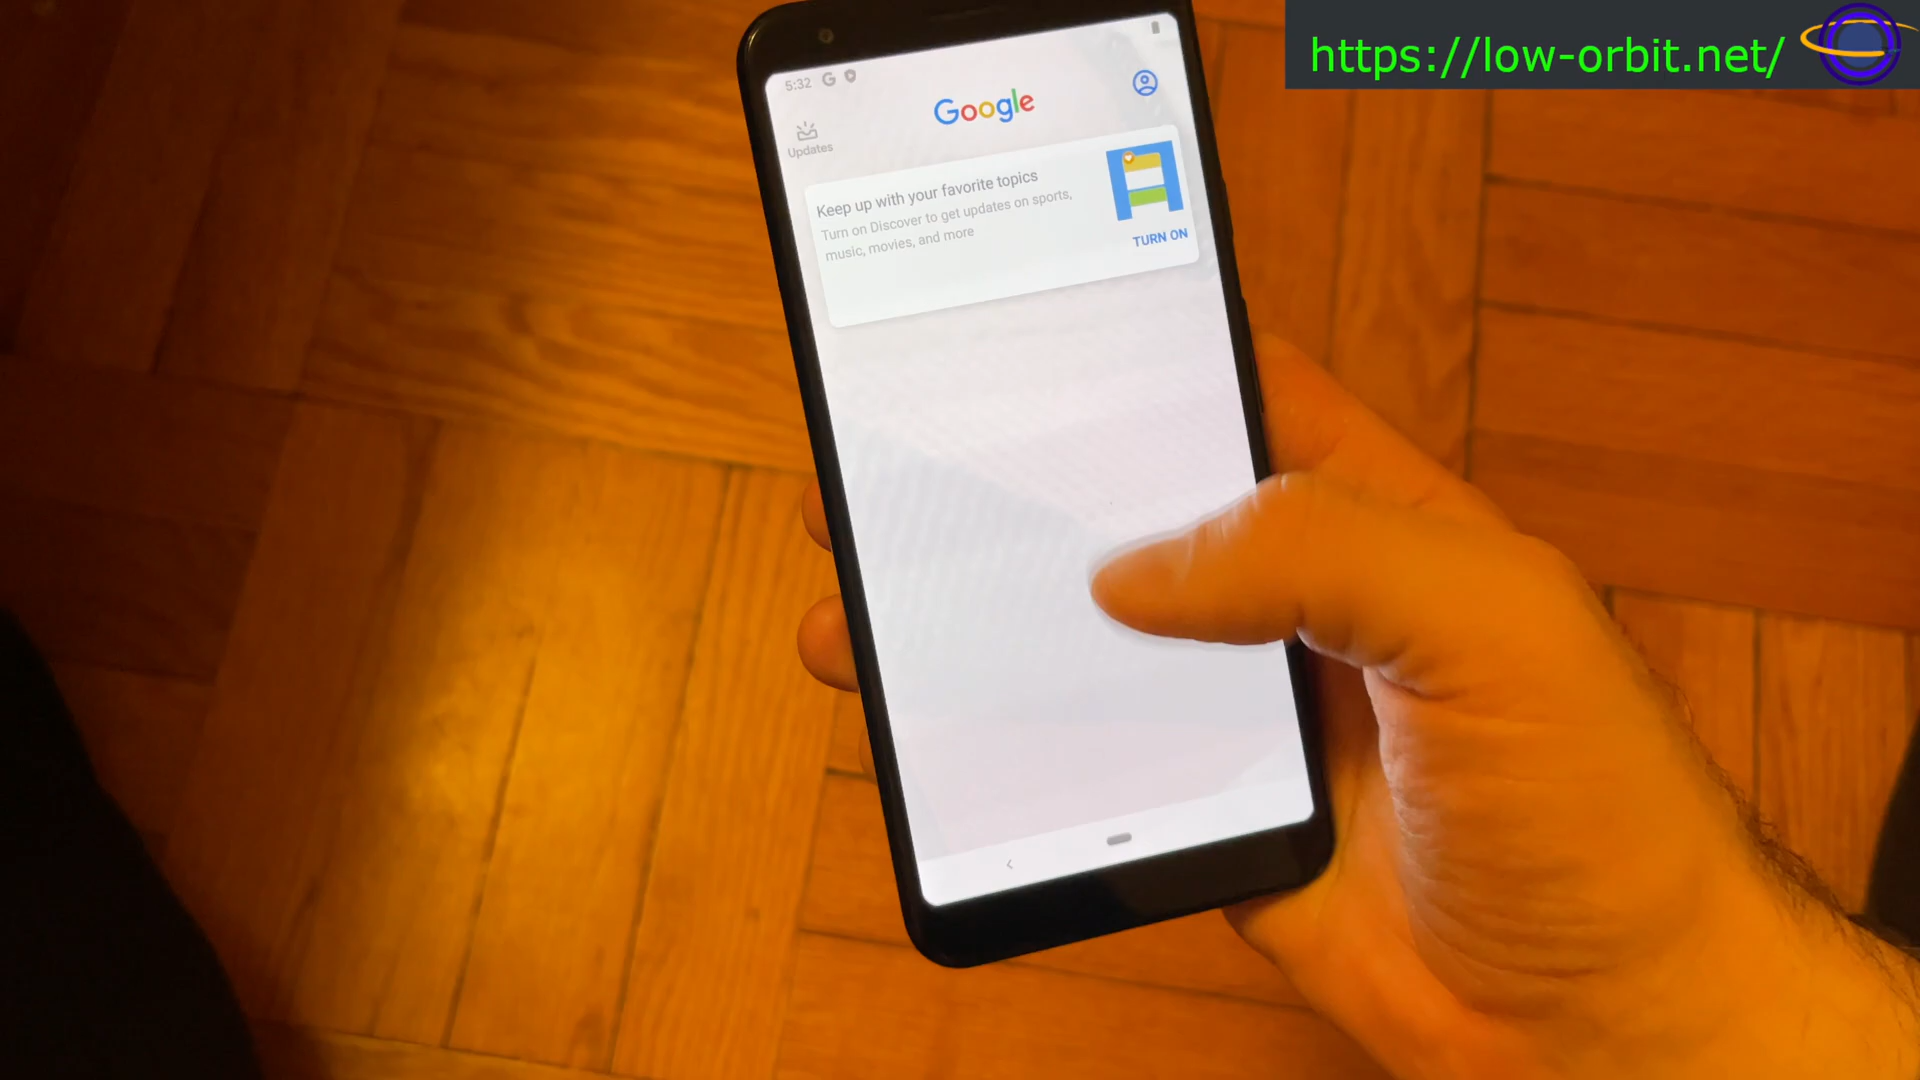 https://low-orbit.net/
5:32 G
Google
Updates
Keep up with your favorite topics
Turn on Discover to get updates on sports,
music, movies, and more
TURN ON